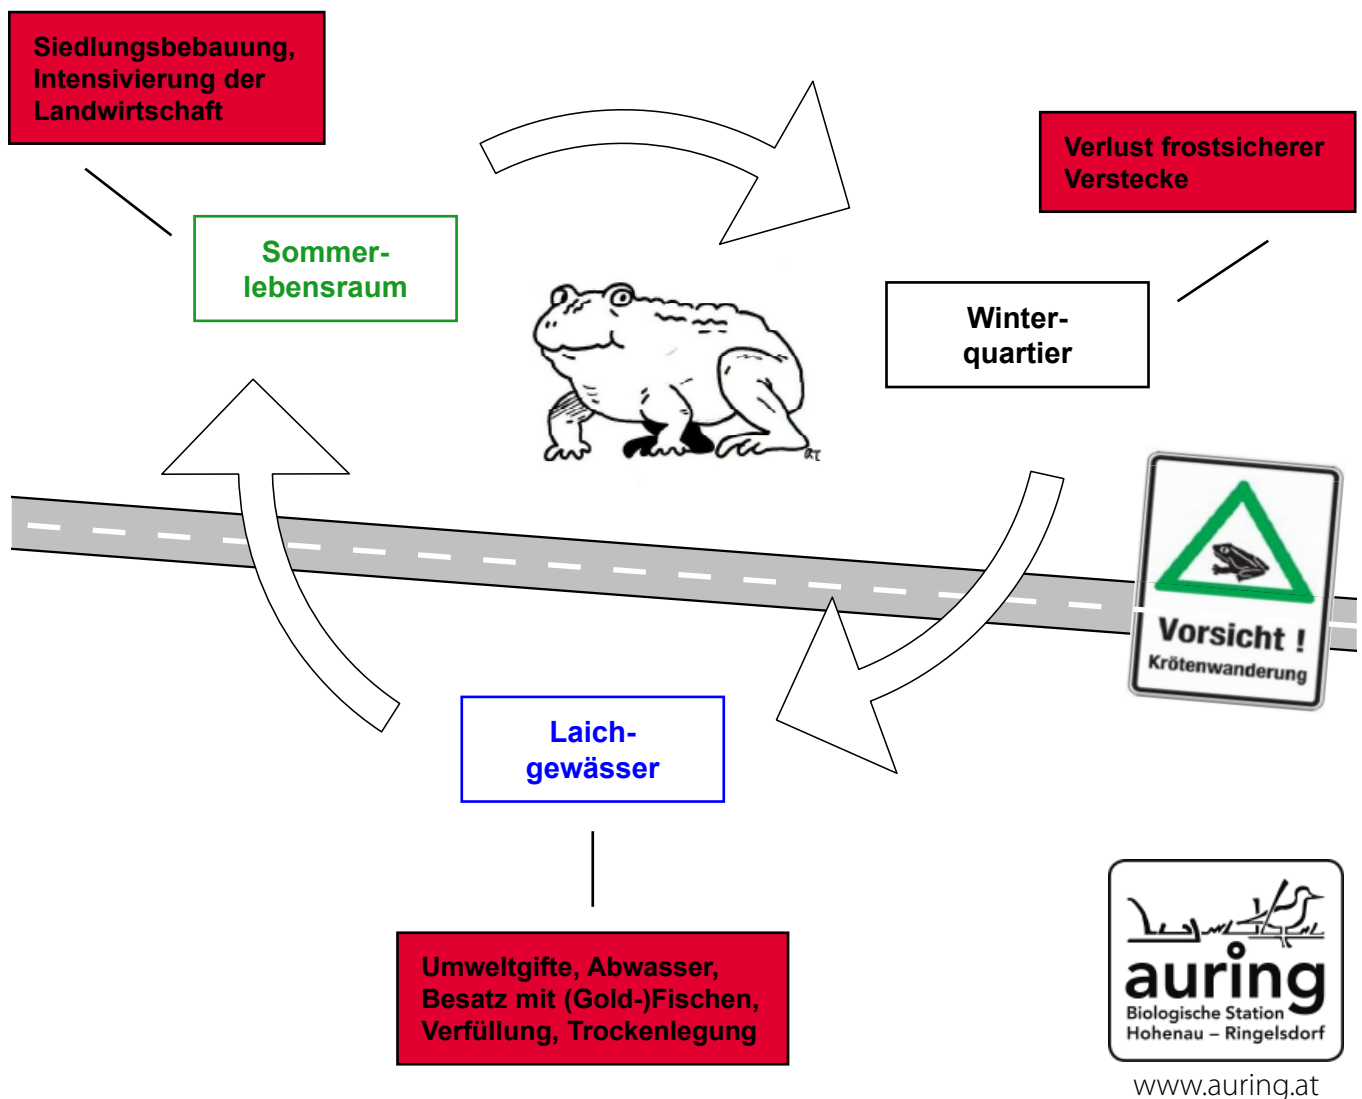 Siedlungsbebauung,
Intensivierung der
Landwirtschaft
Verlust frostsicherer
Verstecke
Sommer-
lebensraum
Winter-
quartier
Vorsicht !
Krötenwanderung
Laich-
gewässer
Umweltgifte, Abwasser,
Besatz mit (Gold-)Fischen,
Verfüllung, Trockenlegung
auring
Biologische Station
Hohenau – Ringelsdorf
www.auring.at